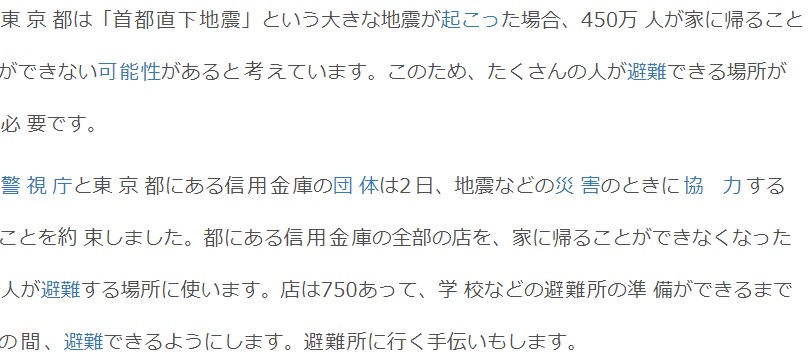 東京都は「首都直下地震」という大きな地震が起こった場合、450万人が家に帰ること
ができない可能性があると考えています。このため、たくさんの人が避難できる場所が
必要です。
警視庁と東京都にある信用金庫の団体は2日、地震などの災害のときに協力する
ことを約束しました。都にある信用金庫の全部の店を、家に帰ることができなくなった
人が避難する場所に使います。店は750あって、学校などの避難所の準備ができるまで
の間、避難できるようにします。避難所に行く手伝いもします。